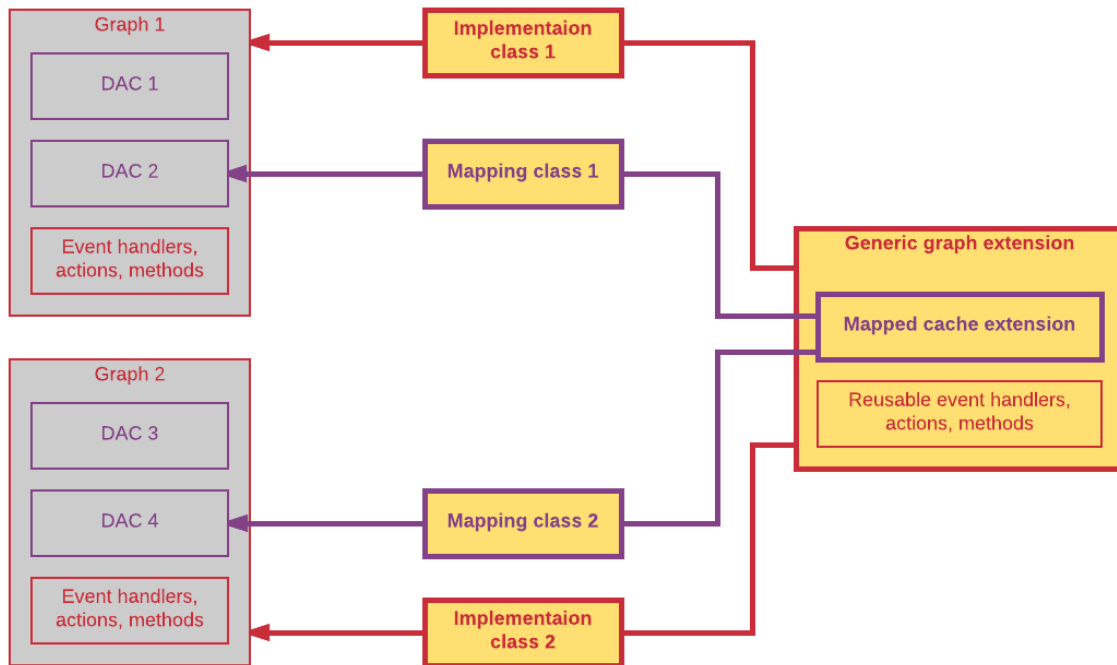 Graph 1
DAC 1
DAC 2
Event handlers,
actions, methods
Implementaion
class 1
Mapping class 1
Generic graph extension
Mapped cache extension
Reusable event handlers,
actions, methods
Graph 2
DAC 3
DAC 4
Event handlers,
actions, methods
Mapping class 2
Implementaion
class 2